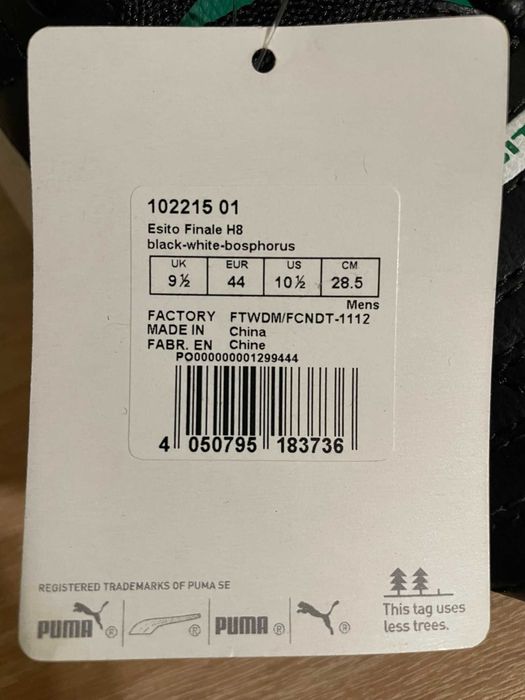 102215 01
Esito Finale H8
black-white-bosphorus
UK EUR US CM
9½ 44 10½ 28.5
Mens
FACTORY FTWDM/FCNDT-1112
MADE IN China
FABR. EN Chine
PO000000001299444
4 050795 183736
REGISTERED TRADEMARKS OF PUMA SE
PUMA ® ® PUMA ® ®
This tag uses
less trees.